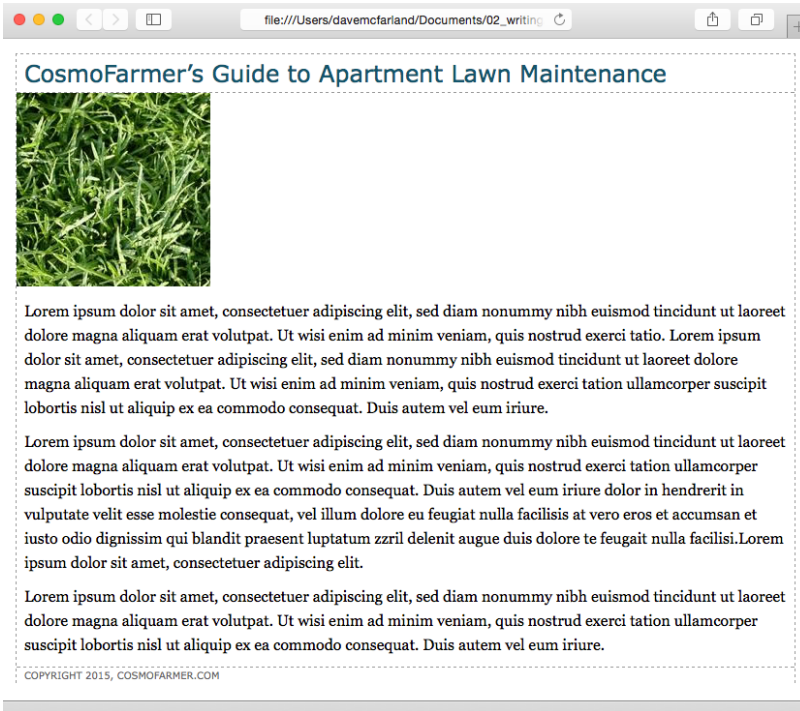 file:///Users/davemcfarland/Documents/02_writing
CosmoFarmer’s Guide to Apartment Lawn Maintenance
Lorem ipsum dolor sit amet, consectetuer adipiscing elit, sed diam nonummy nibh euismod tincidunt ut laoreet
dolore magna aliquam erat volutpat. Ut wisi enim ad minim veniam, quis nostrud exerci tatio. Lorem ipsum
dolor sit amet, consectetuer adipiscing elit, sed diam nonummy nibh euismod tincidunt ut laoreet dolore
magna aliquam erat volutpat. Ut wisi enim ad minim veniam, quis nostrud exerci tation ullamcorper suscipit
lobortis nisl ut aliquip ex ea commodo consequat. Duis autem vel eum iriure.
Lorem ipsum dolor sit amet, consectetuer adipiscing elit, sed diam nonummy nibh euismod tincidunt ut laoreet
dolore magna aliquam erat volutpat. Ut wisi enim ad minim veniam, quis nostrud exerci tation ullamcorper
suscipit lobortis nisl ut aliquip ex ea commodo consequat. Duis autem vel eum iriure dolor in hendrerit in
vulputate velit esse molestie consequat, vel illum dolore eu feugiat nulla facilisis at vero eros et accumsan et
iusto odio dignissim qui blandit praesent luptatum zzril delenit augue duis dolore te feugait nulla facilisi.Lorem
ipsum dolor sit amet, consectetuer adipiscing elit.
Lorem ipsum dolor sit amet, consectetuer adipiscing elit, sed diam nonummy nibh euismod tincidunt ut laoreet
dolore magna aliquam erat volutpat. Ut wisi enim ad minim veniam, quis nostrud exerci tation ullamcorper
suscipit lobortis nisl ut aliquip ex ea commodo consequat. Duis autem vel eum iriure.
COPYRIGHT 2015, COSMOFARMER.COM